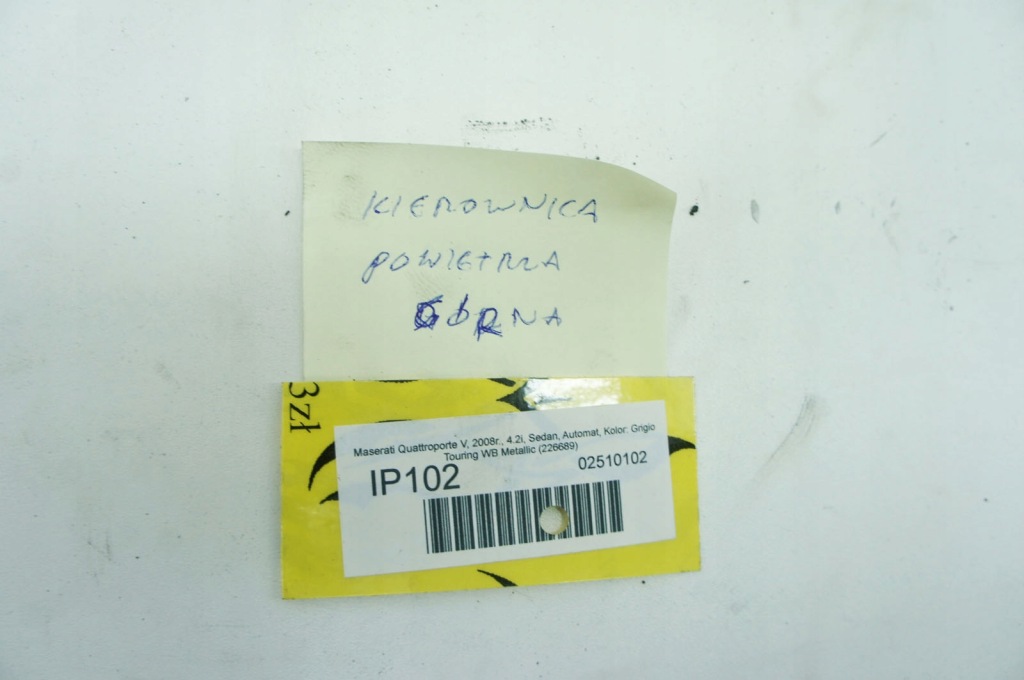 KIEROWNICA
POWIETRZA
GÓRNA
3zł
Maserati Quattroporte V, 2008r., 4.2i, Sedan, Automat, Kolor: Grigio
Touring WB Metallic (226689)
IP102
02510102